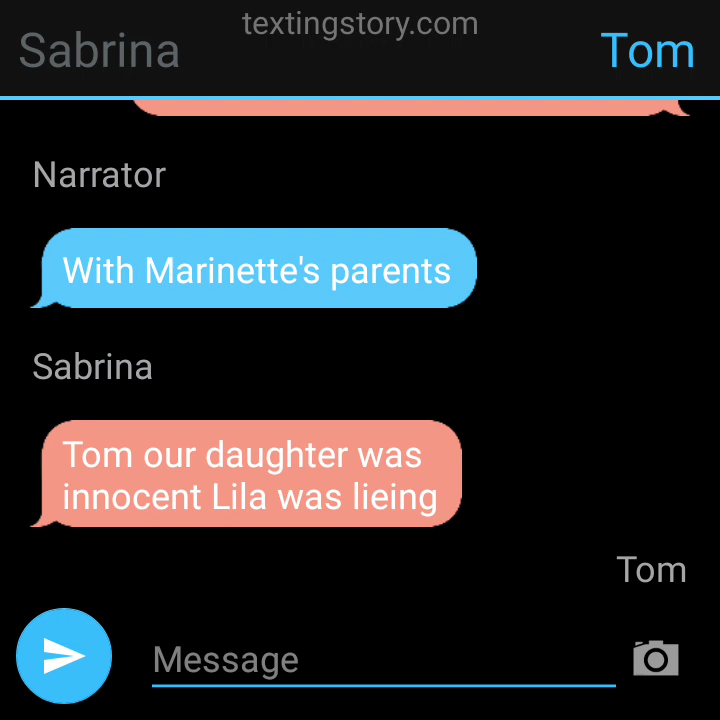 textingstory.com
Sabrina
Tom
Narrator
With Marinette's parents
Sabrina
Tom our daughter was
innocent Lila was lieing
Tom
Message